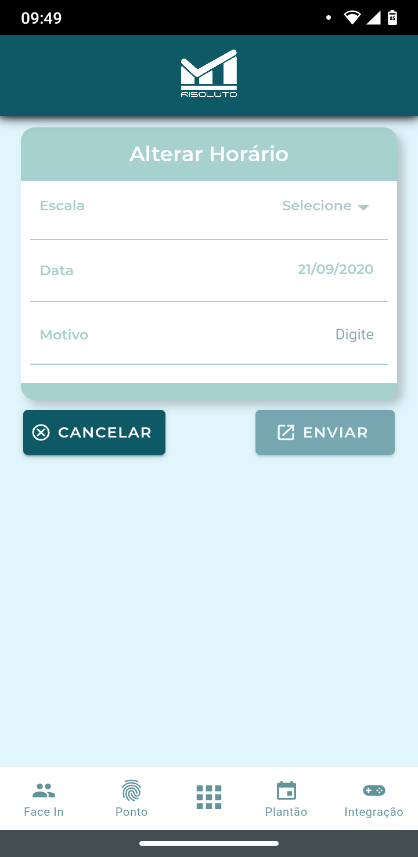 09:49
RISOLUTO
Alterar Horário
Escala Selecione
Data 21/09/2020
Motivo Digite
CANCELAR ENVIAR
Face In Ponto Plantão Integração